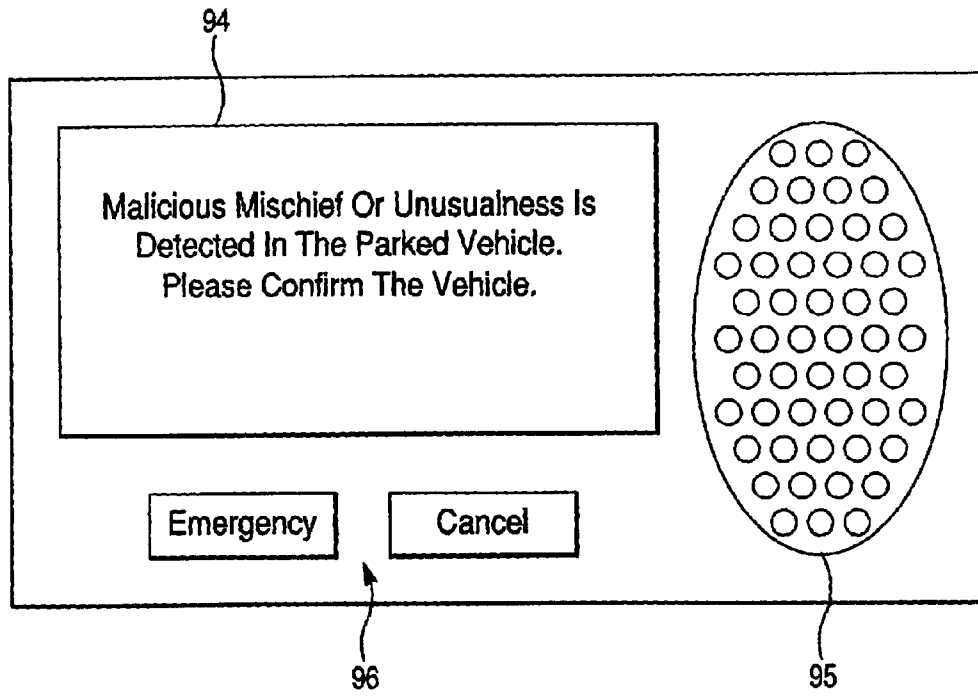 94
Malicious Mischief Or Unusualness Is
Detected In The Parked Vehicle.
Please Confirm The Vehicle.
Emergency
Cancel
96
95